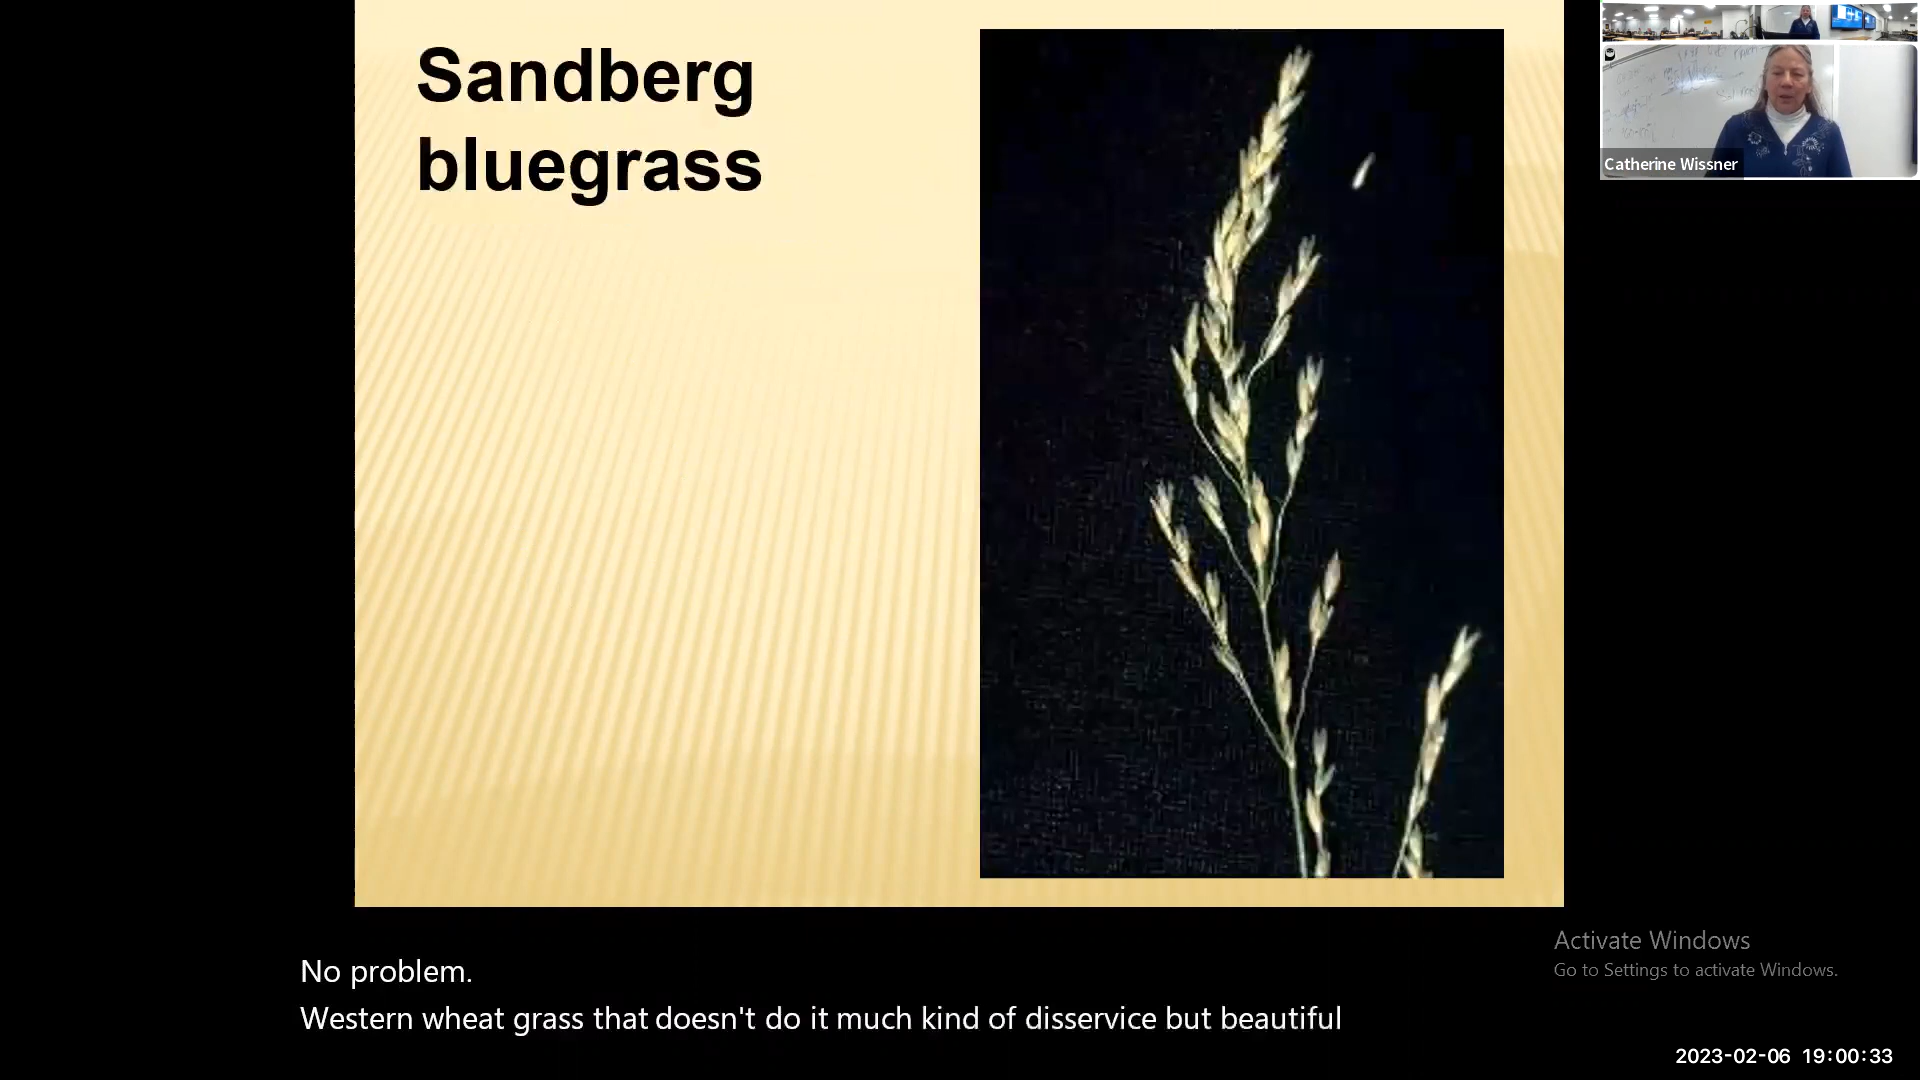 Sandberg
bluegrass
Catherine Wissner
No problem.
Western wheat grass that doesn't do it much kind of disservice but beautiful
Activate Windows
Go to Settings to activate Windows.
2023-02-06 19:00:33